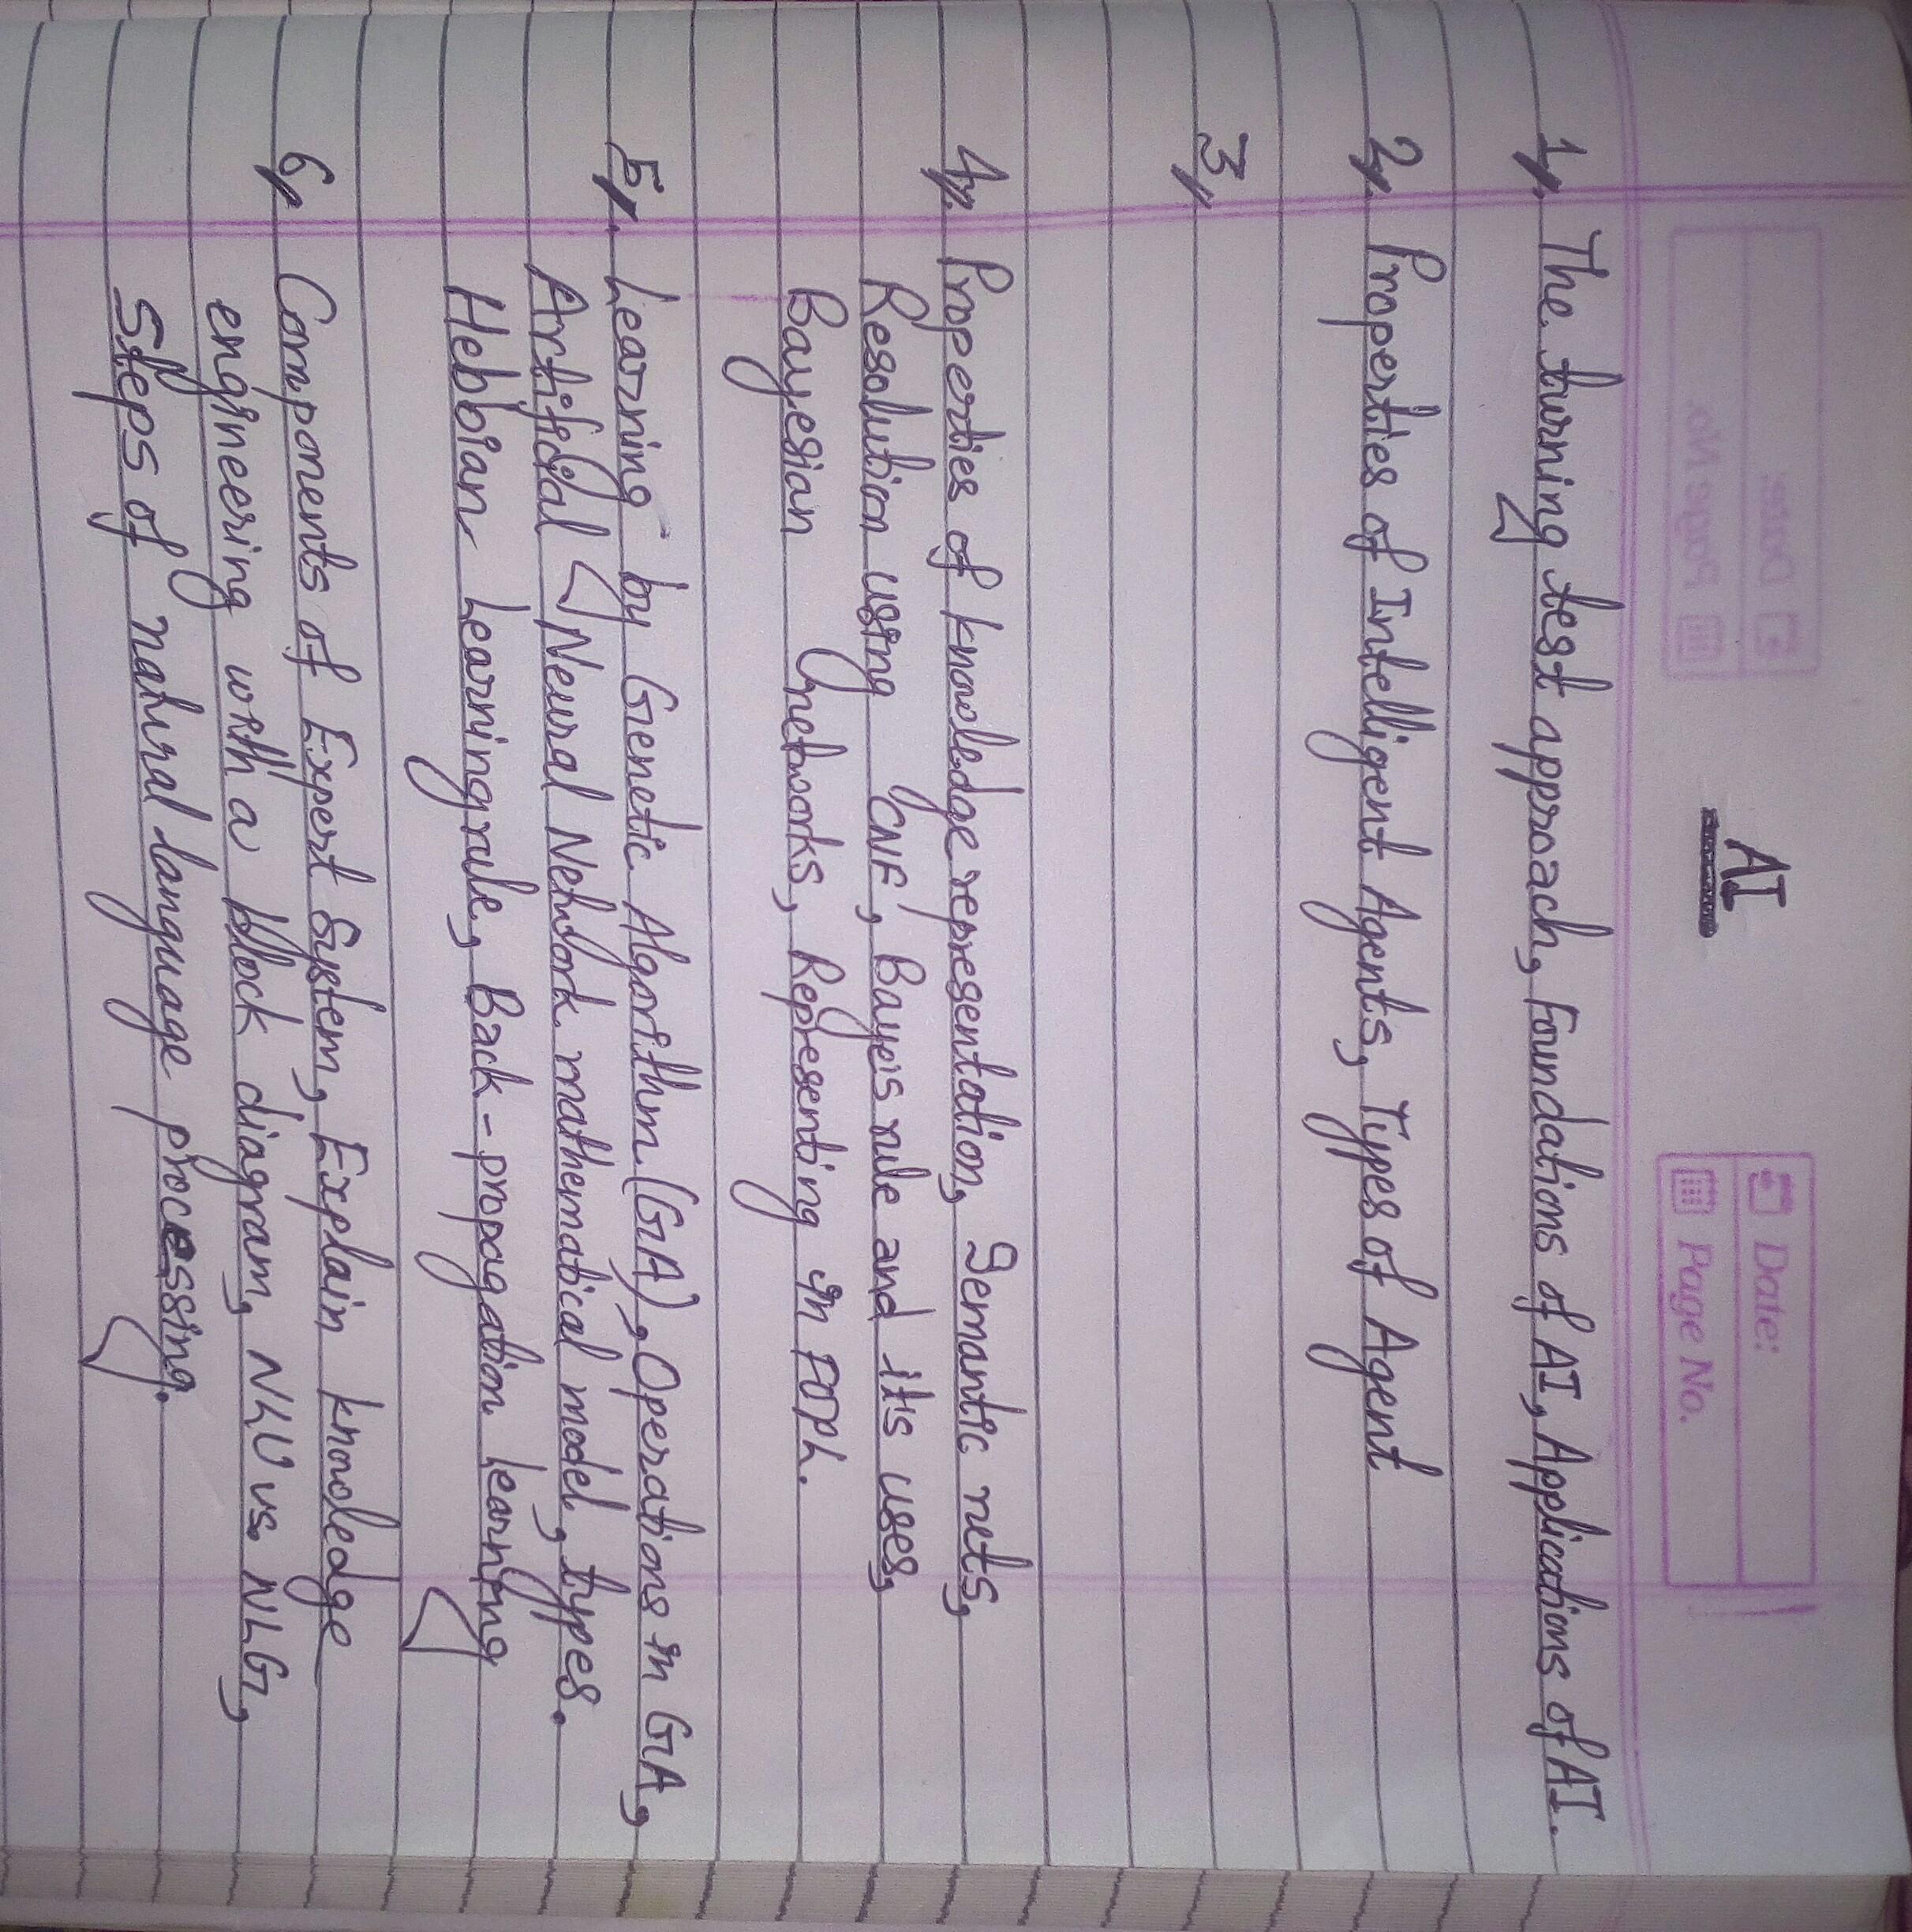 AI
Date:
Page No.
1. The turning test approach, Foundations of AI, Applications of AI.
2. Properties of Intelligent Agents, Types of Agent
3,
4. Properties of knowledge representation, Semantic nets,
Resolution using 'CNF', Baye's rule and it's uses,
Bayesian networks, Representing in FOPL.
5. Learning by Genetic Algorithm (GA), Operations in GA,
Artificial Neural Network mathematical model, types.
Hebbian Learning rule, Back-propagation learning
6, Components of Expert System, Explain knowledge
engineering with a block diagram, NLU vs. NLG,
Steps of natural language processing.